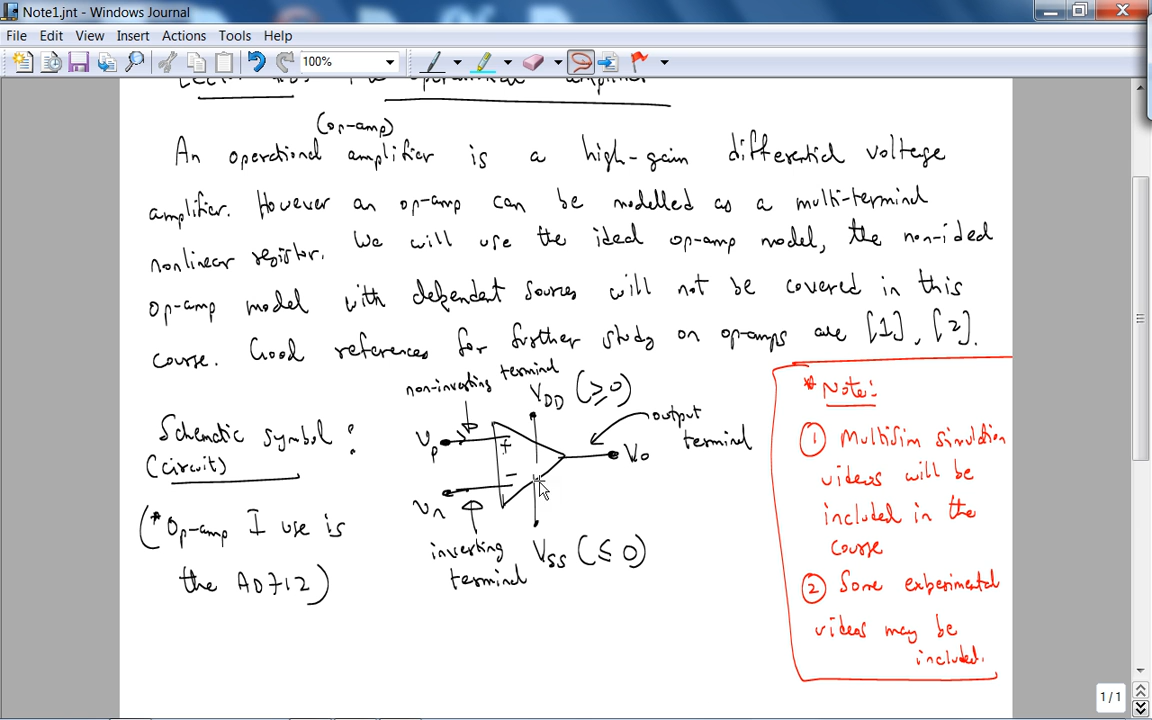 Note1.jnt - Windows Journal
File Edit View Insert Actions Tools Help
100%
amplifier
(op-amp)
An operational amplifier is a high-gain differential voltage
amplifier. However an op-amp can be modelled as a multi-terminal
nonlinear resistor. We will use the ideal op-amp model, the non-ideal
op-amp model with dependent sources will not be covered in this
course. Good references for further study on op-amps are [1], [2].
non-inverting terminal
VDD (≥0)
output
terminal
Schematic symbol:
(circuit)
vp
+
-
vn
vo
inverting
terminal
VSS (≤ 0)
(*Op-amp I use is
the AD712)
* Note:
① Multisim simulation
videos will be
included in the
course
② Some experimental
videos may be
included.
1/1